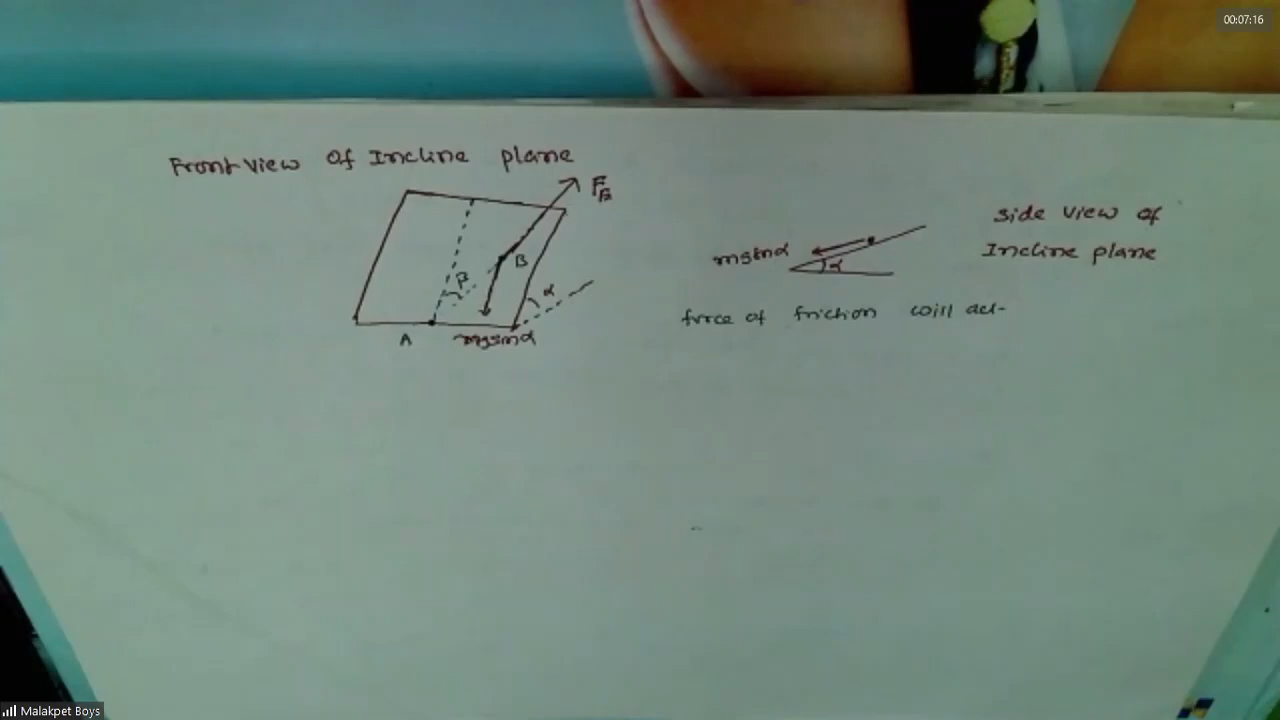 00:07:16
Front view of Incline plane
F_B
B
β
α
A
mgsinα
mgsinα
α
side view of
Incline plane
force of friction will act
Malakpet Boys